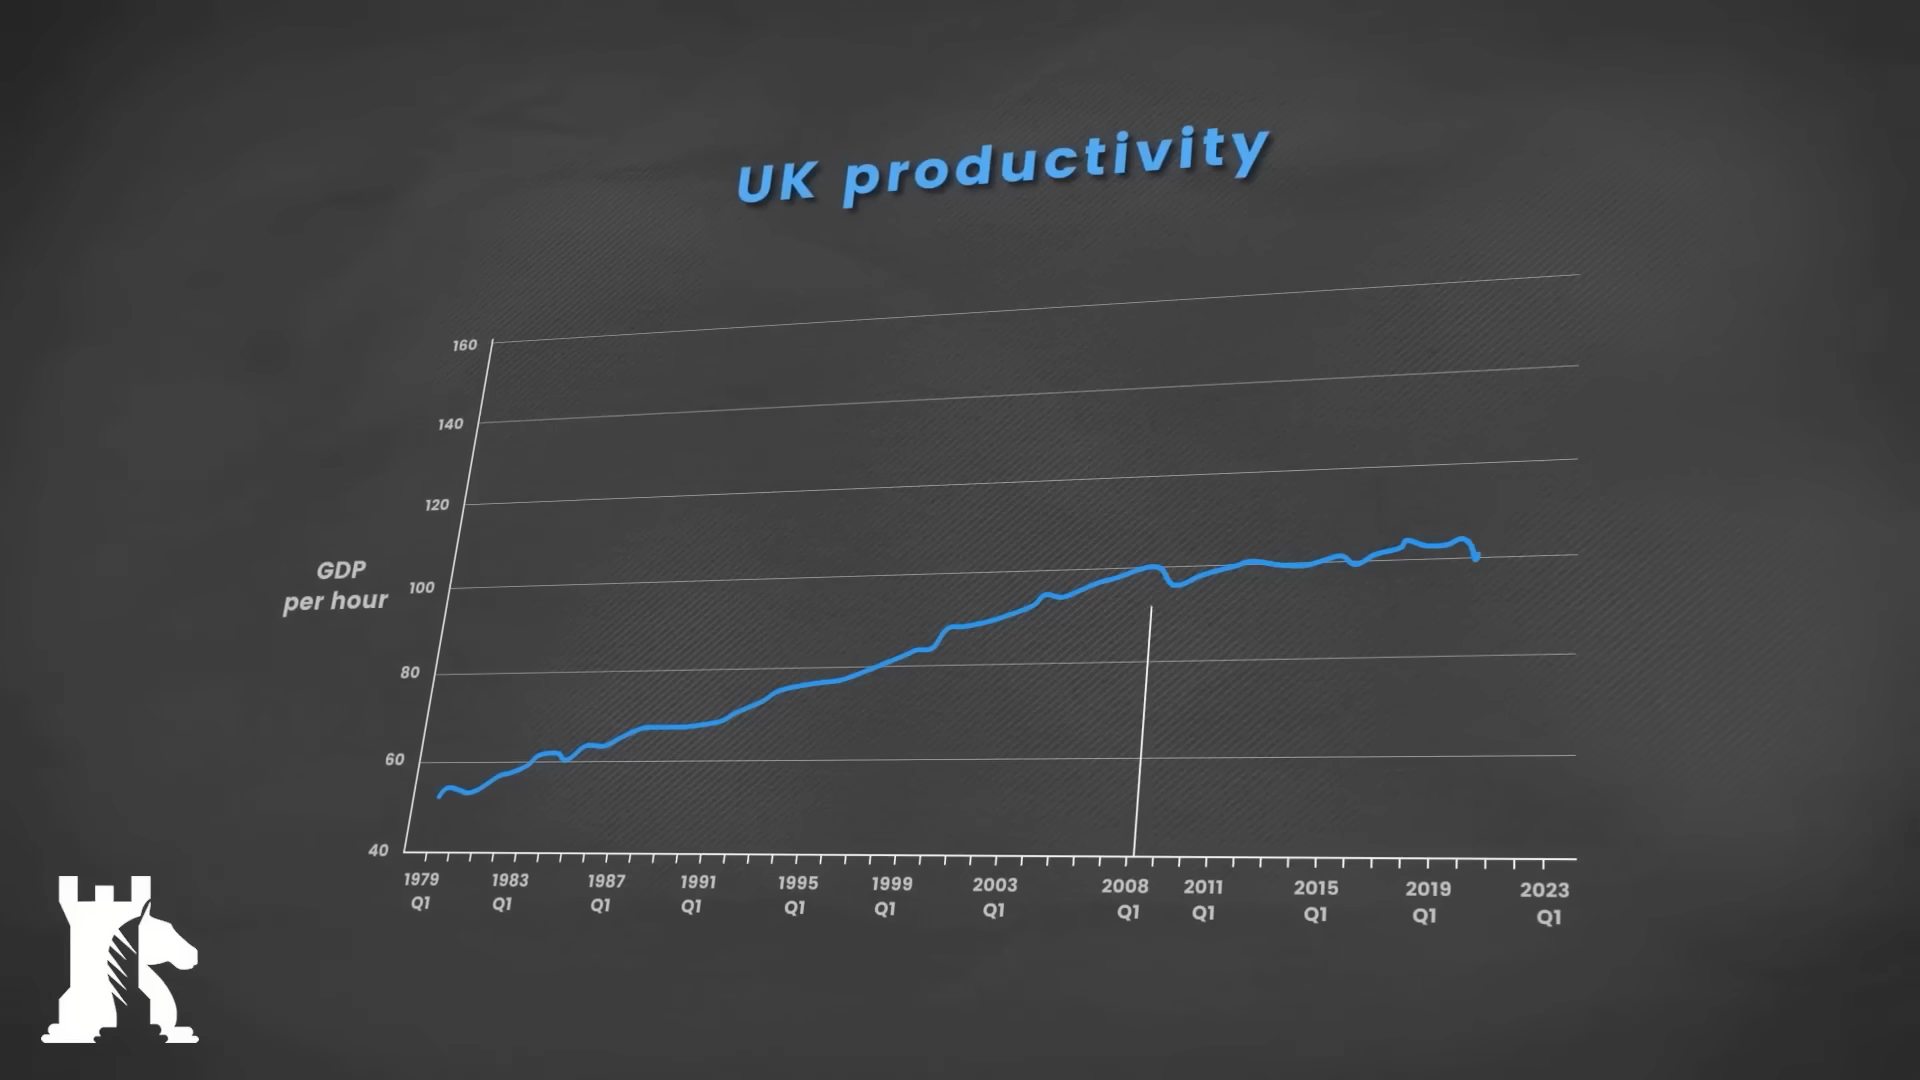 UK productivity
160
140
120
GDP
per hour
100
80
60
40
1979 1983 1987 1991 1995 1999 2003 2008 2011 2015 2019 2023
Q1 Q1 Q1 Q1 Q1 Q1 Q1 Q1 Q1 Q1 Q1 Q1